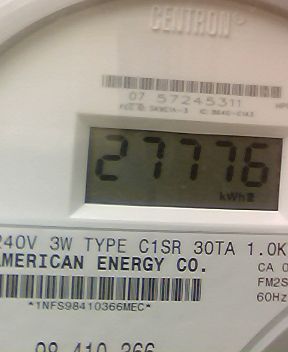 CENTRON®
07 57245311
27776
kWh
240V 3W TYPE C1SR 30TA 1.0K
AMERICAN ENERGY CO.
CA 0
FM2S
60Hz
*1NFS98410366MEC*
98 410 366